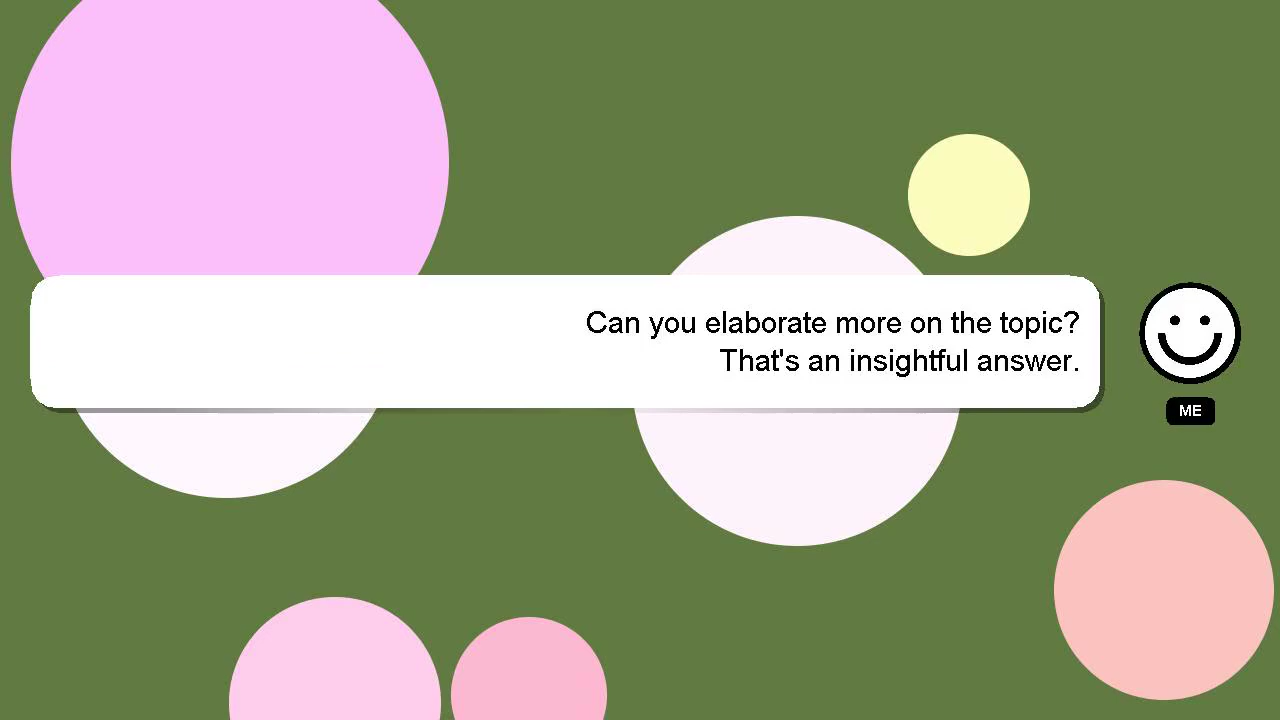 Can you elaborate more on the topic?
That's an insightful answer.
ME